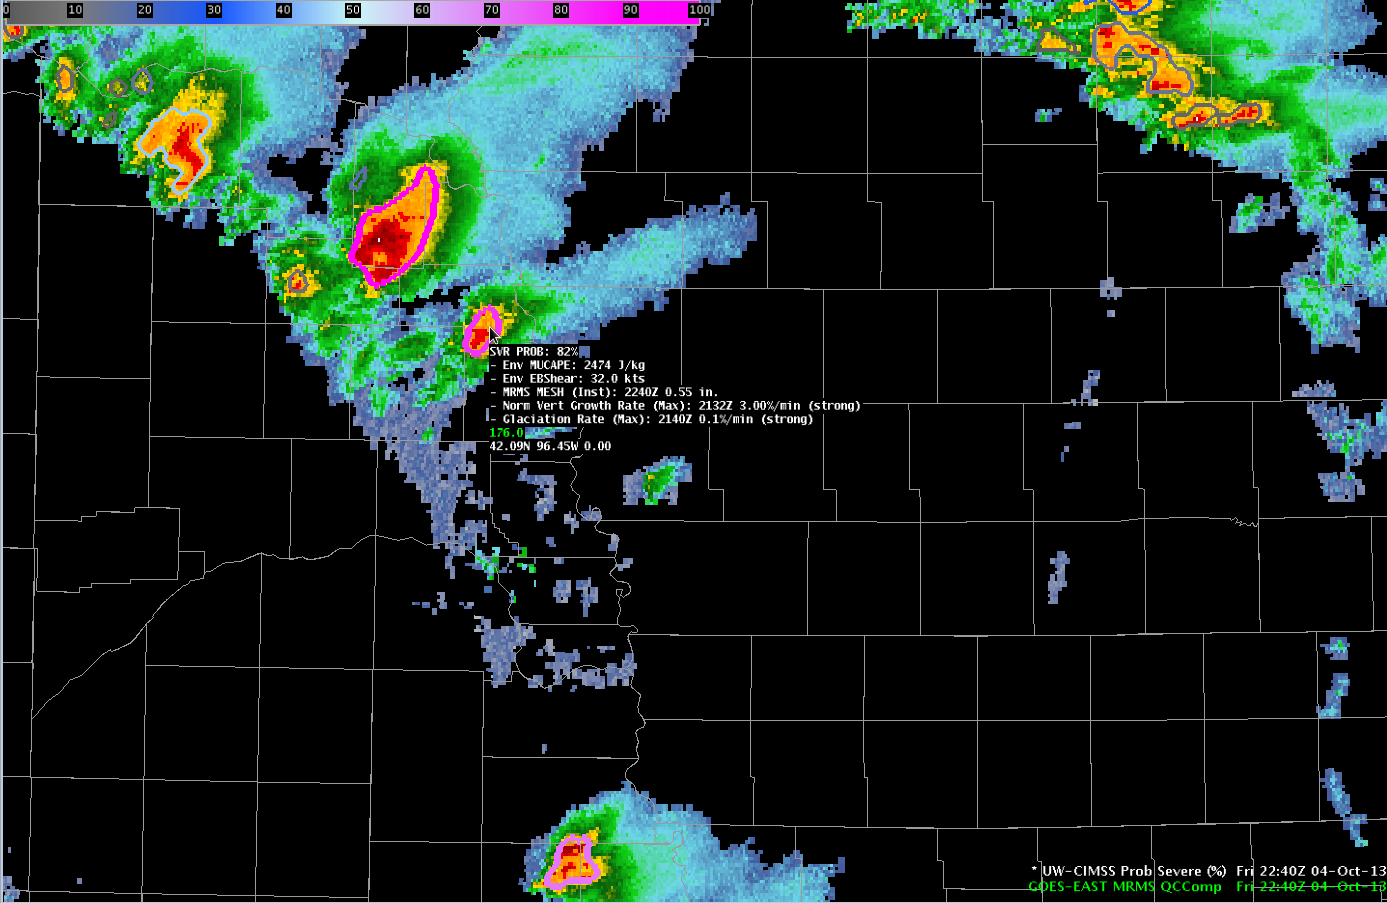 0 10 20 30 40 50 60 70 80 90 100
SVR PROB: 82%
- Env MUCAPE: 2474 J/kg
- Env EBShear: 32.0 kts
- MRMS MESH (Inst): 2240Z 0.55 in.
- Norm Vert Growth Rate (Max): 2132Z 3.00%/min (strong)
- Glaciation Rate (Max): 2140Z 0.1%/min (strong)
176.0
42.09N 96.45W 0.00
* UW-CIMSS Prob Severe (%) Fri 22:40Z 04-Oct-13
GOES-EAST MRMS QCComp Fri 22:40Z 04-Oct-13